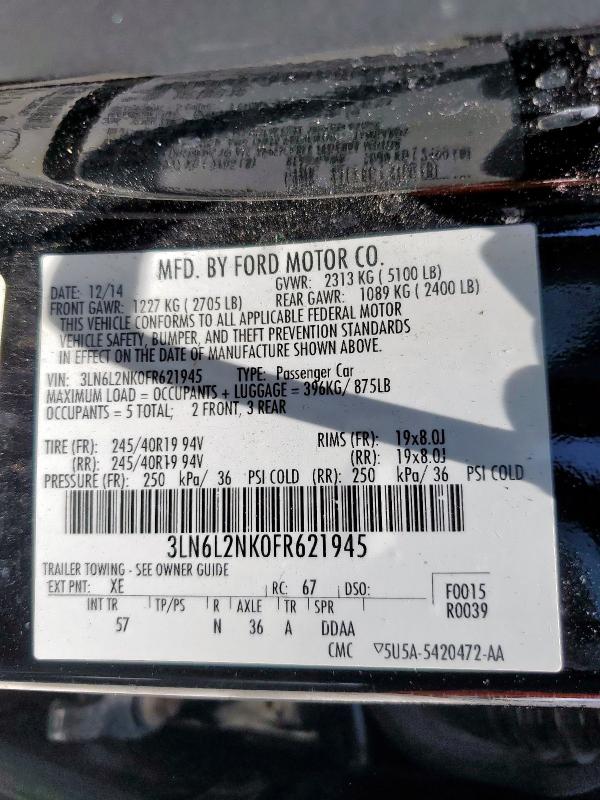 MFD. BY FORD MOTOR CO.
DATE: 12/14 GVWR: 2313 KG ( 5100 LB)
FRONT GAWR: 1227 KG ( 2705 LB) REAR GAWR: 1089 KG ( 2400 LB)
THIS VEHICLE CONFORMS TO ALL APPLICABLE FEDERAL MOTOR
VEHICLE SAFETY, BUMPER, AND THEFT PREVENTION STANDARDS
IN EFFECT ON THE DATE OF MANUFACTURE SHOWN ABOVE.
VIN: 3LN6L2NK0FR621945 TYPE: Passenger Car
MAXIMUM LOAD = OCCUPANTS + LUGGAGE = 396KG/ 875LB
OCCUPANTS = 5 TOTAL; 2 FRONT, 3 REAR
TIRE (FR): 245/40R19 94V RIMS (FR): 19x8.0J
(RR): 245/40R19 94V (RR): 19x8.0J
PRESSURE (FR): 250 kPa/ 36 PSI COLD (RR): 250 kPa/ 36 PSI COLD
3LN6L2NK0FR621945
TRAILER TOWING - SEE OWNER GUIDE
EXT PNT: XE RC: 67 DSO: F0015
INT TR TP/PS R AXLE TR SPR R0039
57 N 36 A DDAA
CMC ▽5U5A-5420472-AA